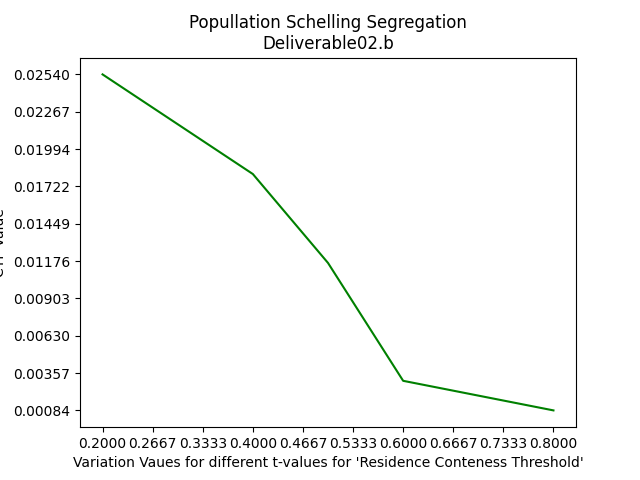 Popullation Schelling Segregation
Deliverable02.b
0.02540
0.02267
0.01994
0.01722
0.01449
0.01176
0.00903
0.00630
0.00357
0.00084
0.2000 0.2667 0.3333 0.4000 0.4667 0.5333 0.6000 0.6667 0.7333 0.8000
Variation Vaues for different t-values for 'Residence Conteness Threshold'